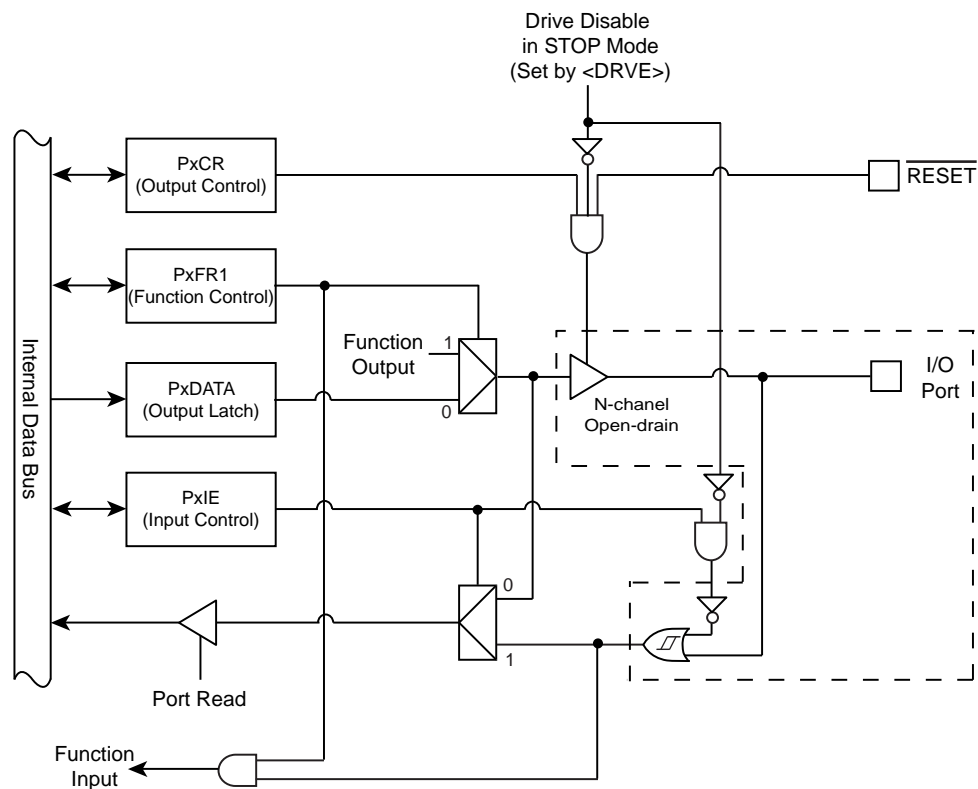 Drive Disable
in STOP Mode
(Set by <DRVE>)
PxCR
(Output Control)
RESET
PxFR1
(Function Control)
Function
Output
1
0
I/O
Port
PxDATA
(Output Latch)
N-chanel
Open-drain
Internal Data Bus
PxIE
(Input Control)
0
1
Port Read
Function
Input